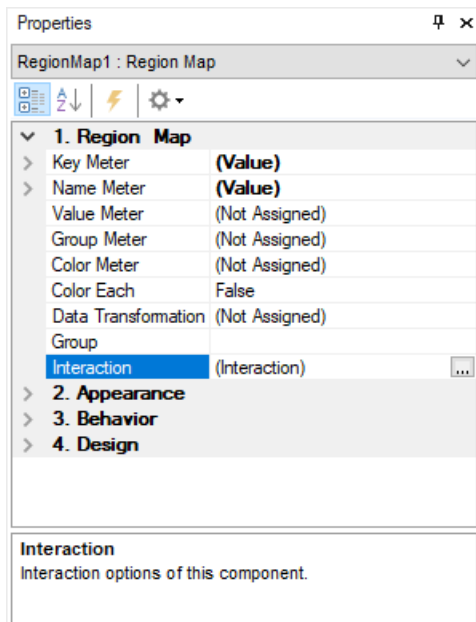 Properties
RegionMap1 : Region Map
A
Z
1. Region Map
Key Meter (Value)
Name Meter (Value)
Value Meter (Not Assigned)
Group Meter (Not Assigned)
Color Meter (Not Assigned)
Color Each False
Data Transformation (Not Assigned)
Group
Interaction (Interaction) ...
2. Appearance
3. Behavior
4. Design
Interaction
Interaction options of this component.